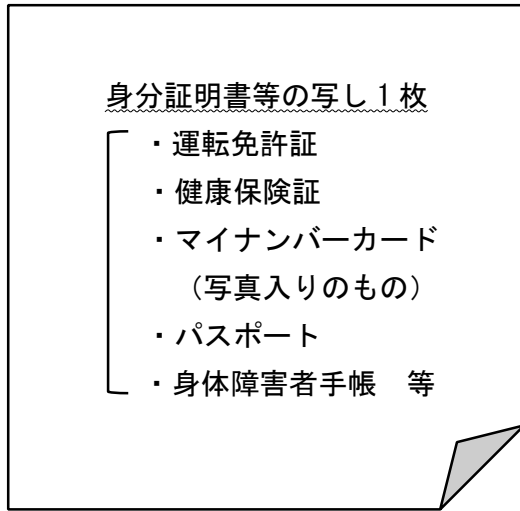 身分証明書等の写し１枚
・運転免許証
・健康保険証
・マイナンバーカード
（写真入りのもの）
・パスポート
・身体障害者手帳　等